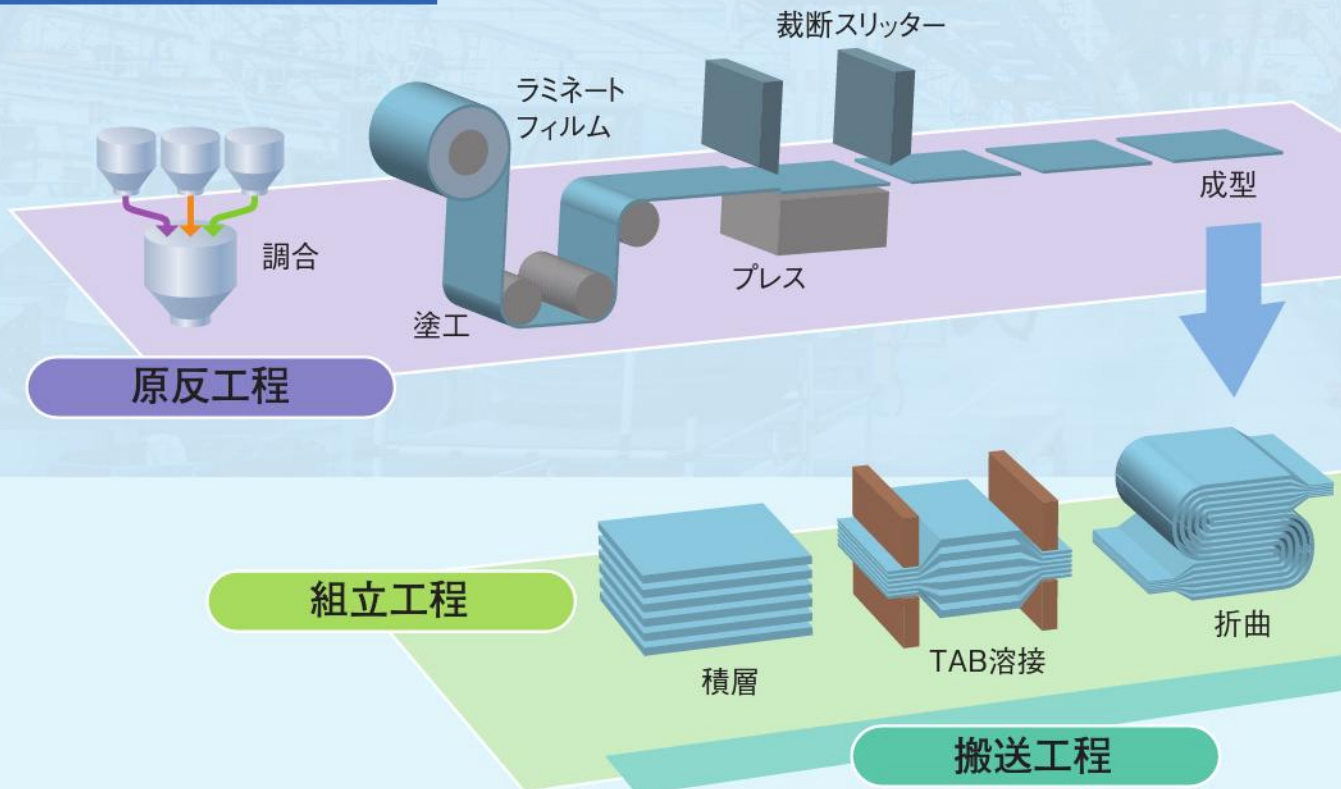 裁断スリッター
ラミネート
フィルム
調合
塗工
プレス
成型
原反工程
組立工程
積層
TAB溶接
折曲
搬送工程